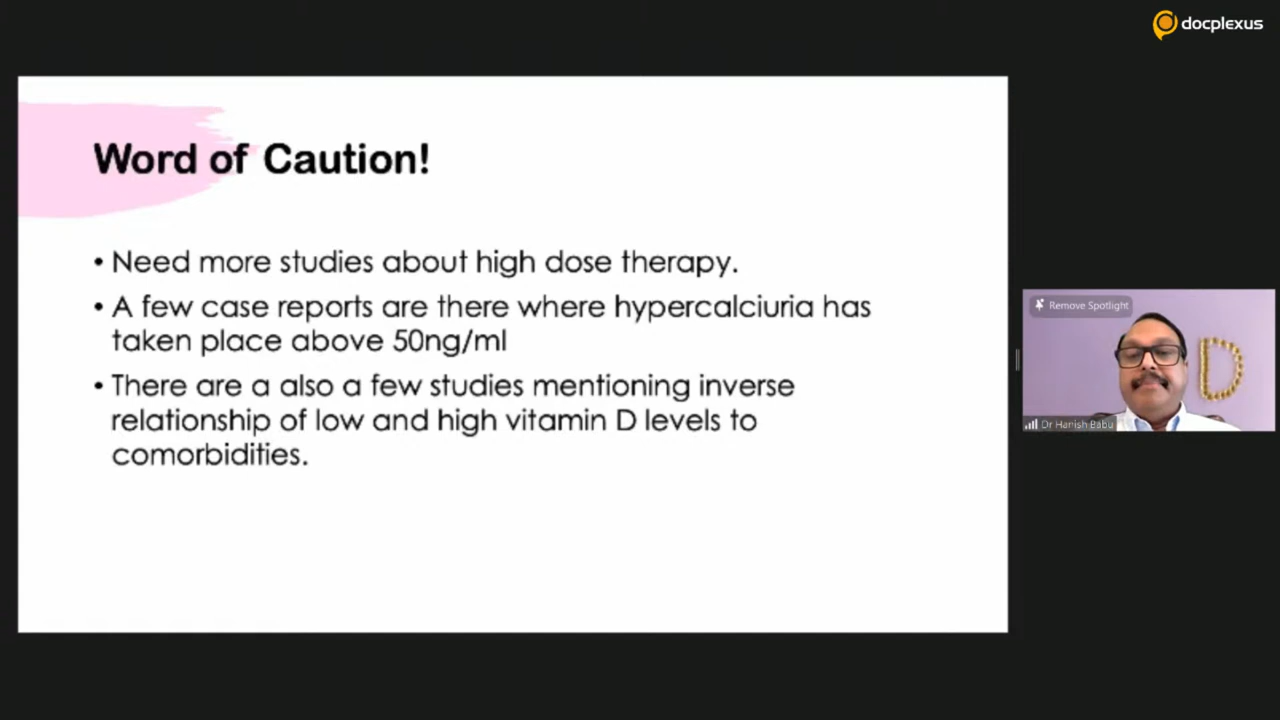 docplexus
Word of Caution!
• Need more studies about high dose therapy.
• A few case reports are there where hypercalciuria has
taken place above 50ng/ml
• There are a also a few studies mentioning inverse
relationship of low and high vitamin D levels to
comorbidities.
Remove Spotlight
D
Dr Hanish Babu